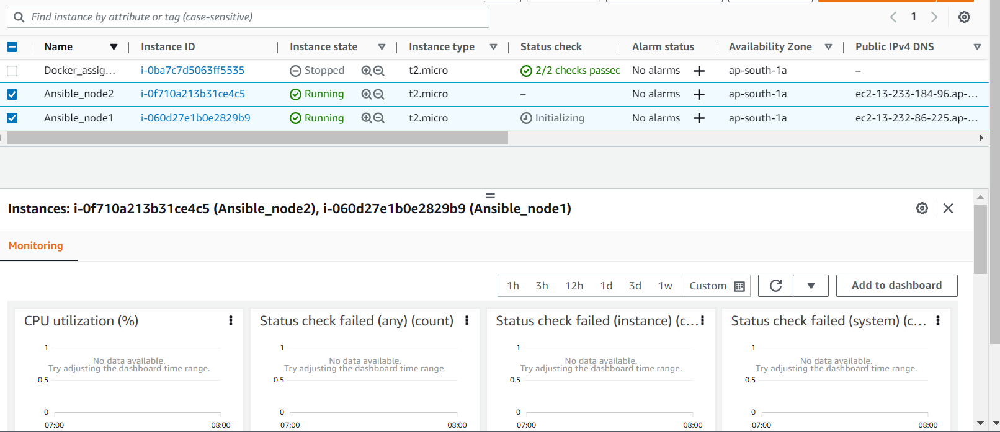 Find instance by attribute or tag (case-sensitive)
1
Name Instance ID Instance state Instance type Status check Alarm status Availability Zone Public IPv4 DNS
Docker_assig... i-0ba7c7d5063ff5535 Stopped t2.micro 2/2 checks passed No alarms + ap-south-1a –
Ansible_node2 i-0f710a213b31ce4c5 Running t2.micro – No alarms + ap-south-1a ec2-13-233-184-96.ap-...
Ansible_node1 i-060d27e1b0e2829b9 Running t2.micro Initializing No alarms + ap-south-1a ec2-13-232-86-225.ap-...
Instances: i-0f710a213b31ce4c5 (Ansible_node2), i-060d27e1b0e2829b9 (Ansible_node1)
Monitoring
1h 3h 12h 1d 3d 1w Custom Add to dashboard
CPU utilization (%)
1
No data available.
Try adjusting the dashboard time range.
0.5
0
07:00 08:00
Status check failed (any) (count)
1
No data available.
Try adjusting the dashboard time range.
0.5
0
07:00 08:00
Status check failed (instance) (c...
1
No data available.
Try adjusting the dashboard time range.
0.5
0
07:00 08:00
Status check failed (system) (c...
1
No data available.
Try adjusting the dashboard time range.
0.5
0
07:00 08:00